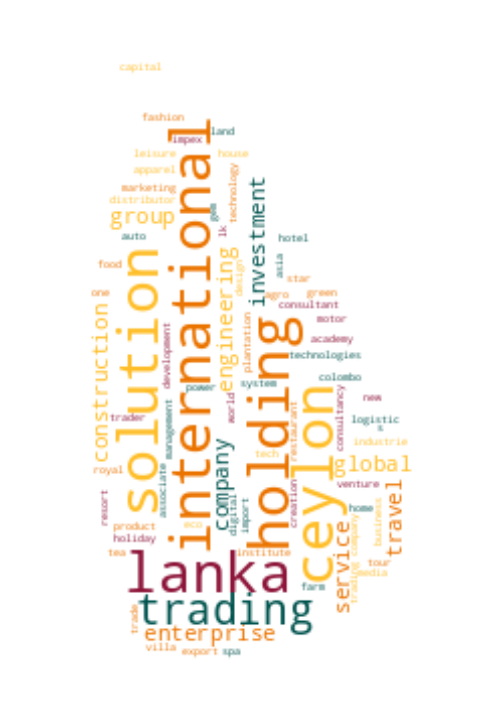 capital
fashion
land
impex
international
leisure
house
apparel
technology
marketing
distributor
investment
group
gem
lk
auto
hotel
solution
engineering
asia
design
food
star
one
agro
green
construction
consultant
plantation
holding
motor
development
academy
technologies
power
system
colombo
ceylon
world
consultancy
new
management
restaurant
trader
logistic
s
company
industrie
tech
global
royal
associate
digital
creation
venture
travel
resort
import
home
business
product
eco
service
trading company
holiday
tea
institute
tour
lanka
media
farm
trading
trade
enterprise
villa
export
spa